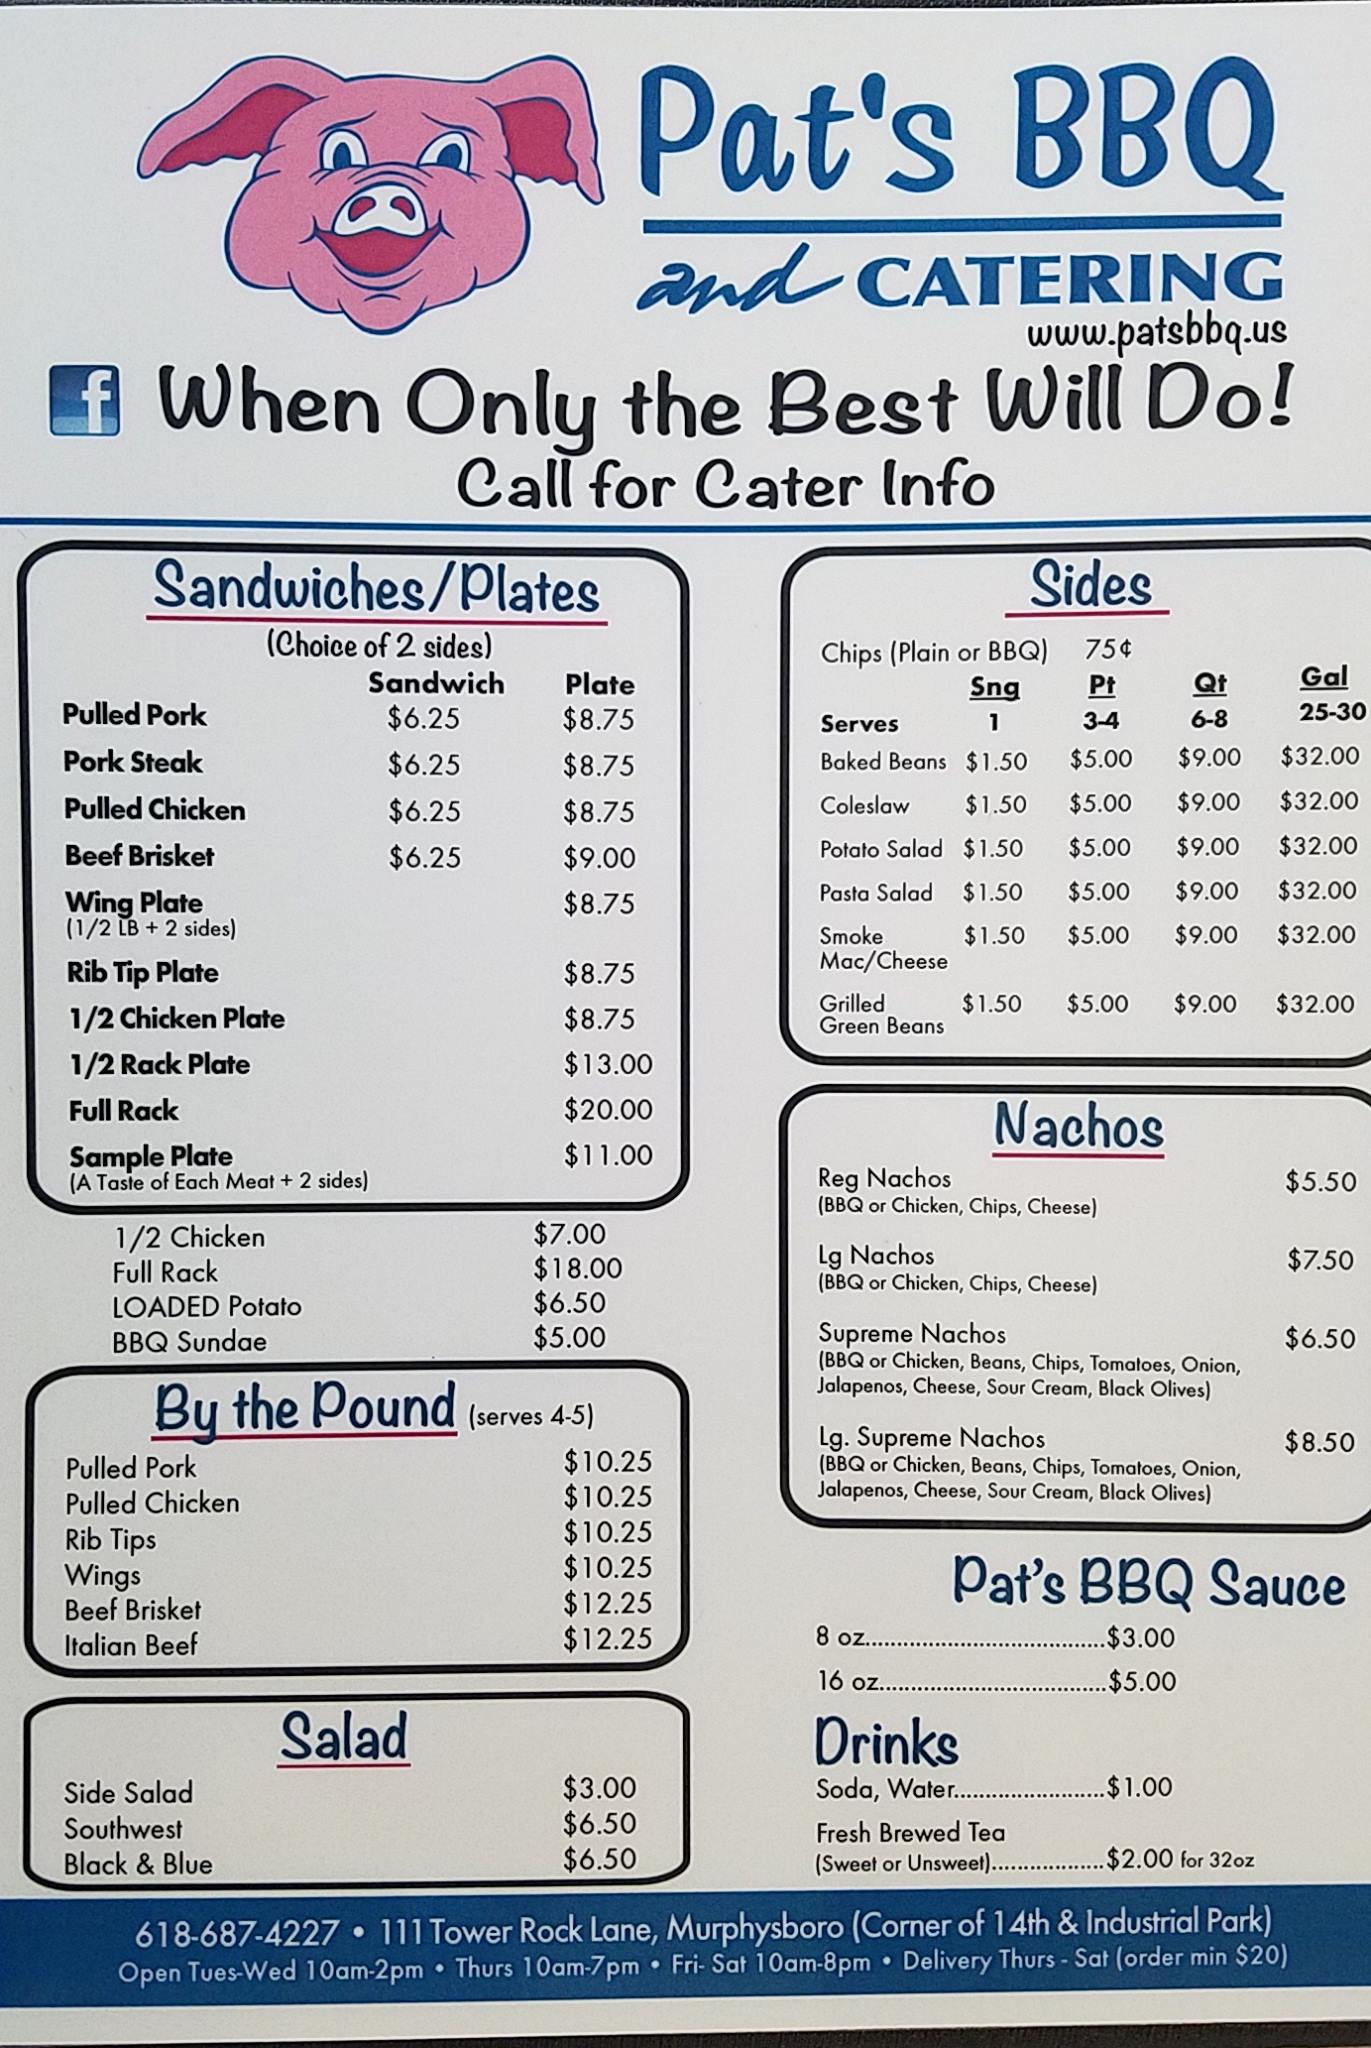 Pat's BBQ
and CATERING
www.patsbbq.us
f When Only the Best Will Do!
Call for Cater Info
Sandwiches/Plates
(Choice of 2 sides)
Sandwich Plate
Pulled Pork $6.25 $8.75
Pork Steak $6.25 $8.75
Pulled Chicken $6.25 $8.75
Beef Brisket $6.25 $9.00
Wing Plate $8.75
(1/2 LB + 2 sides)
Rib Tip Plate $8.75
1/2 Chicken Plate $8.75
1/2 Rack Plate $13.00
Full Rack $20.00
Sample Plate $11.00
(A Taste of Each Meat + 2 sides)
1/2 Chicken $7.00
Full Rack $18.00
LOADED Potato $6.50
BBQ Sundae $5.00
By the Pound (serves 4-5)
Pulled Pork $10.25
Pulled Chicken $10.25
Rib Tips $10.25
Wings $10.25
Beef Brisket $12.25
Italian Beef $12.25
Salad
Side Salad $3.00
Southwest $6.50
Black & Blue $6.50
Sides
Chips (Plain or BBQ) 75¢
Sng Pt Qt Gal
Serves 1 3-4 6-8 25-30
Baked Beans $1.50 $5.00 $9.00 $32.00
Coleslaw $1.50 $5.00 $9.00 $32.00
Potato Salad $1.50 $5.00 $9.00 $32.00
Pasta Salad $1.50 $5.00 $9.00 $32.00
Smoke $1.50 $5.00 $9.00 $32.00
Mac/Cheese
Grilled $1.50 $5.00 $9.00 $32.00
Green Beans
Nachos
Reg Nachos $5.50
(BBQ or Chicken, Chips, Cheese)
Lg Nachos $7.50
(BBQ or Chicken, Chips, Cheese)
Supreme Nachos $6.50
(BBQ or Chicken, Beans, Chips, Tomatoes, Onion,
Jalapenos, Cheese, Sour Cream, Black Olives)
Lg. Supreme Nachos $8.50
(BBQ or Chicken, Beans, Chips, Tomatoes, Onion,
Jalapenos, Cheese, Sour Cream, Black Olives)
Pat's BBQ Sauce
8 oz........................................$3.00
16 oz......................................$5.00
Drinks
Soda, Water.........................$1.00
Fresh Brewed Tea
(Sweet or Unsweet)...................$2.00 for 32oz
618-687-4227 • 111 Tower Rock Lane, Murphysboro (Corner of 14th & Industrial Park)
Open Tues-Wed 10am-2pm • Thurs 10am-7pm • Fri- Sat 10am-8pm • Delivery Thurs - Sat (order min $20)